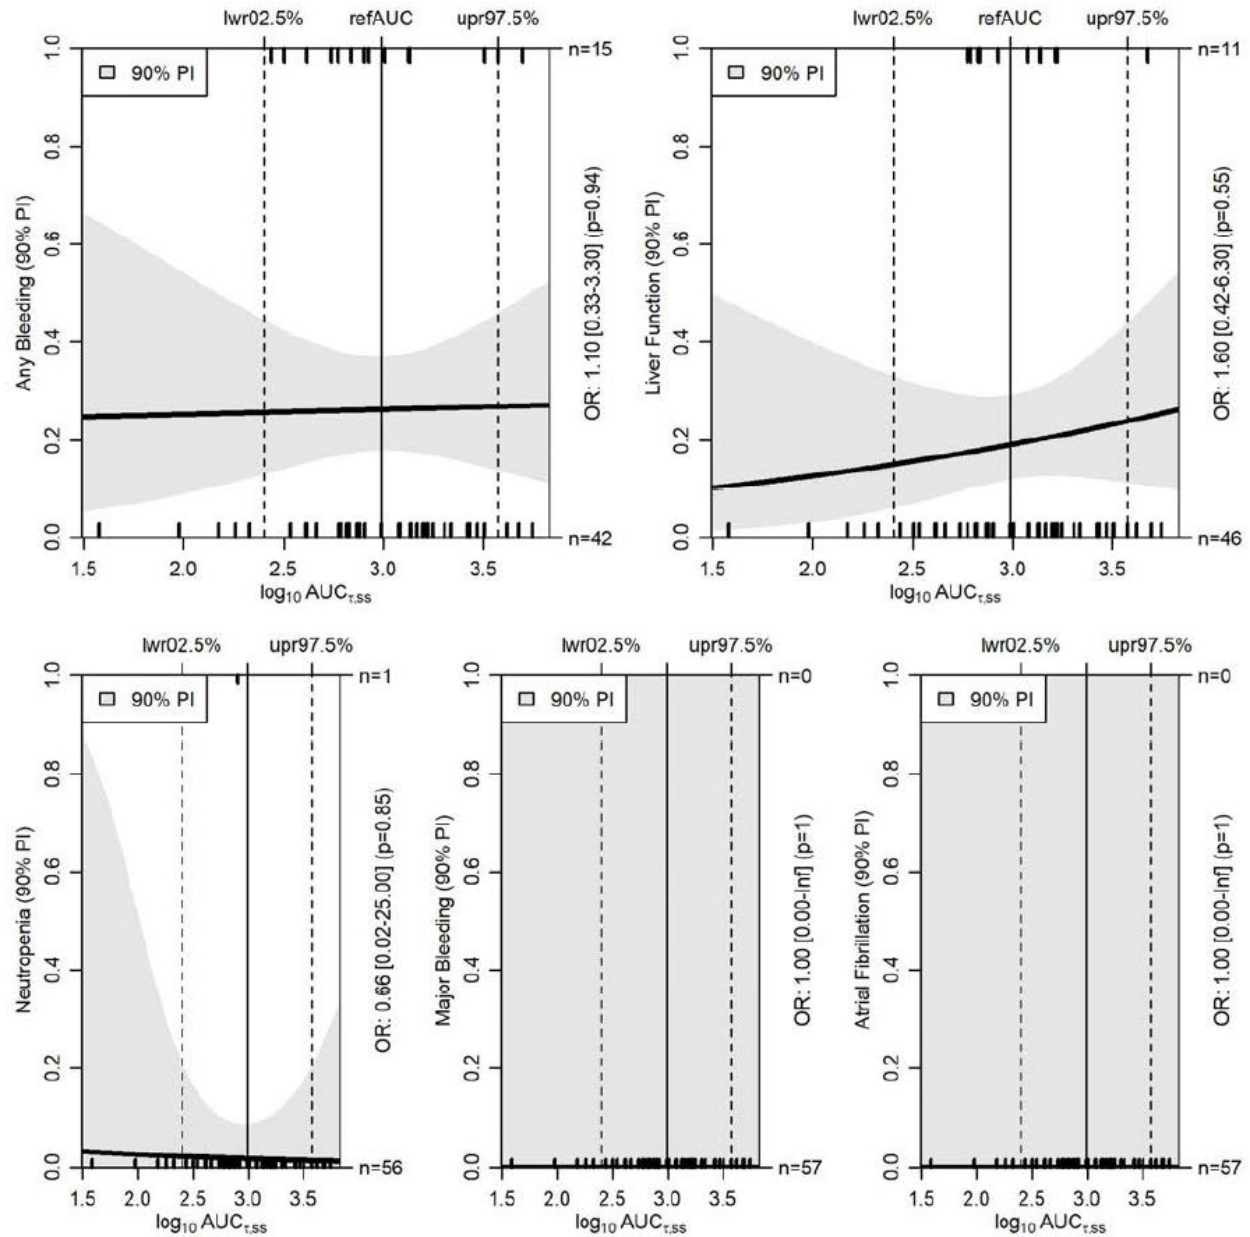 lwr02.5% refAUC upr97.5%
90% PI
n=15
1.0
0.8
0.6
0.4
0.2
0.0
Any Bleeding (90% PI)
OR: 1.10 [0.33-3.30] (p=0.94)
n=42
1.5 2.0 2.5 3.0 3.5
log10 AUCτ,ss
lwr02.5% refAUC upr97.5%
90% PI
n=11
1.0
0.8
0.6
0.4
0.2
0.0
Liver Function (90% PI)
OR: 1.60 [0.42-6.30] (p=0.55)
n=46
1.5 2.0 2.5 3.0 3.5
log10 AUCτ,ss
lwr02.5% upr97.5%
90% PI
n=1
1.0
0.8
0.6
0.4
0.2
0.0
Neutropenia (90% PI)
OR: 0.66 [0.02-25.00] (p=0.85)
n=56
1.5 2.0 2.5 3.0 3.5
log10 AUCτ,ss
lwr02.5% upr97.5%
90% PI
n=0
1.0
0.8
0.6
0.4
0.2
0.0
Major Bleeding (90% PI)
OR: 1.00 [0.00-Inf] (p=1)
n=57
1.5 2.0 2.5 3.0 3.5
log10 AUCτ,ss
lwr02.5% upr97.5%
90% PI
n=0
1.0
0.8
0.6
0.4
0.2
0.0
Atrial Fibrillation (90% PI)
OR: 1.00 [0.00-Inf] (p=1)
n=57
1.5 2.0 2.5 3.0 3.5
log10 AUCτ,ss